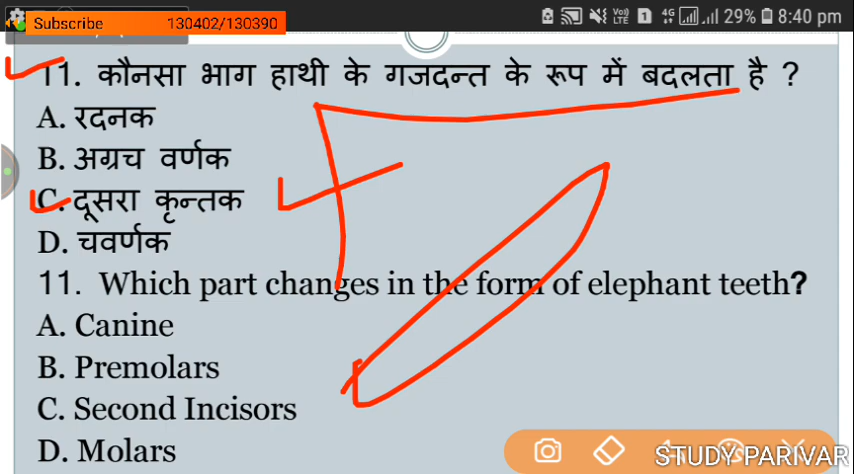 Subscribe 130402/130390
29% 8:40 pm
11. कौनसा भाग हाथी के गजदन्त के रूप में बदलता है ?
A. रदनक
B. अग्रच वर्णक
C. दूसरा कृन्तक
D. चवर्णक
11. Which part changes in the form of elephant teeth?
A. Canine
B. Premolars
C. Second Incisors
D. Molars
STUDY PARIVAR